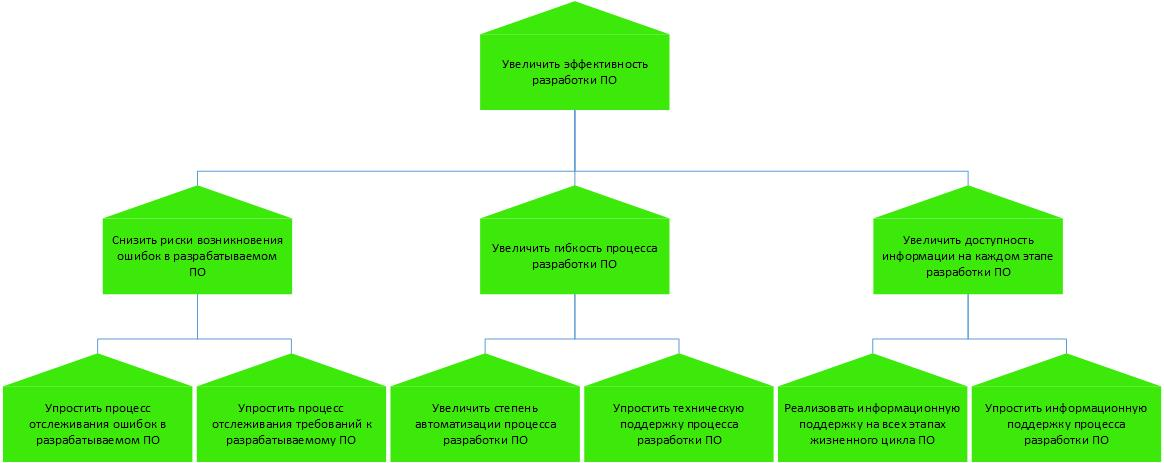 Увеличить эффективность
разработки ПО
Снизить риски возникновения
ошибок в разрабатываемом
ПО
Увеличить гибкость процесса
разработки ПО
Увеличить доступность
информации на каждом этапе
разработки ПО
Упростить процесс
отслеживания ошибок в
разрабатываемом ПО
Упростить процесс
отслеживания требований к
разрабатываемому ПО
Увеличить степень
автоматизации процесса
разработки ПО
Упростить техническую
поддержку процесса
разработки ПО
Реализовать информационную
поддержку на всех этапах
жизненного цикла ПО
Упростить информационную
поддержку процесса
разработки ПО